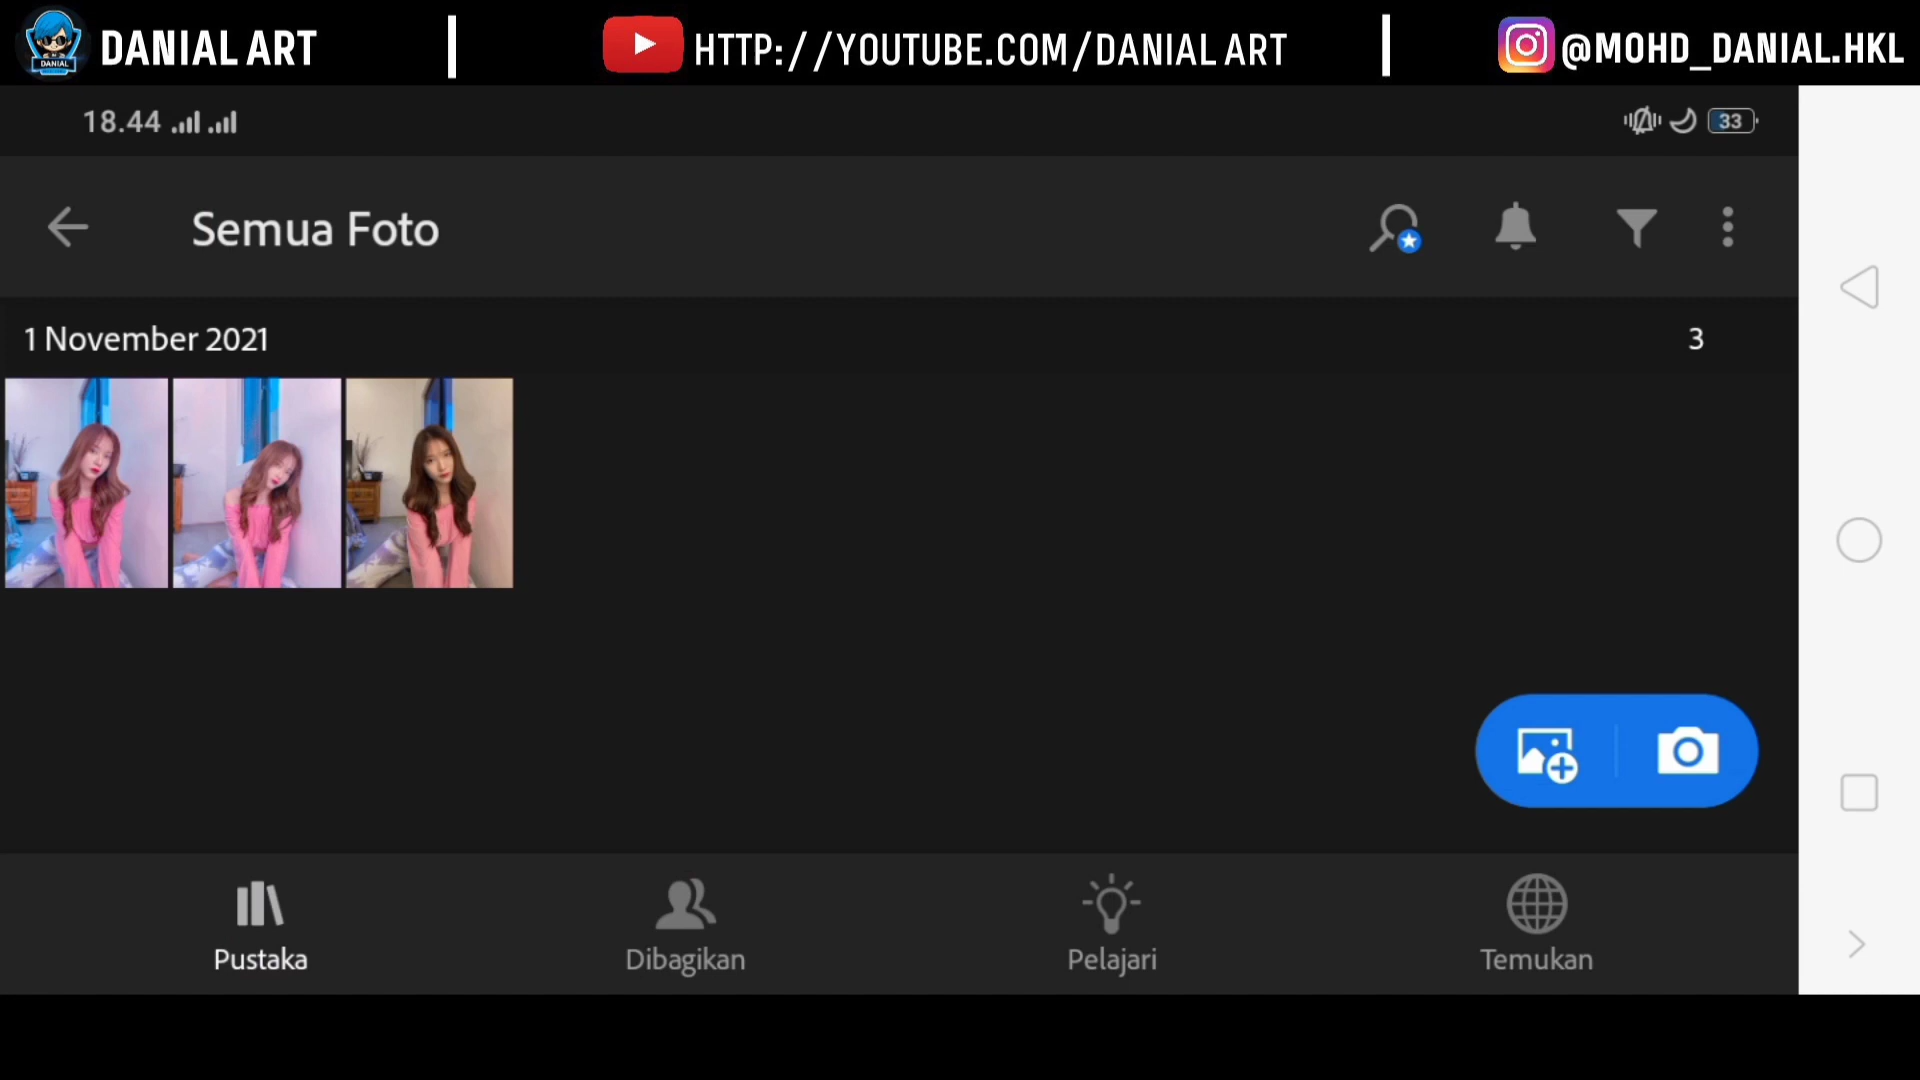 DANIAL
DANIAL ART
HTTP://YOUTUBE.COM/DANIAL ART
@MOHD_DANIAL.HKL
18.44
33
Semua Foto
1 November 2021
3
Pustaka
Dibagikan
Pelajari
Temukan